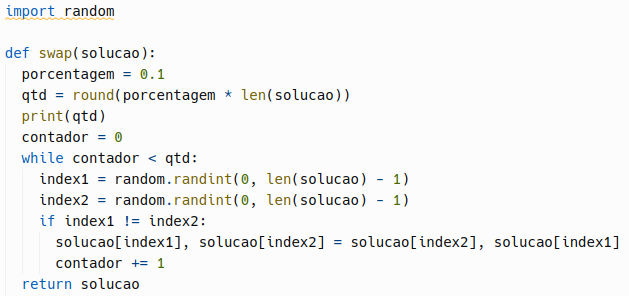 import random
def swap(solucao):
porcentagem = 0.1
qtd = round(porcentagem * len(solucao))
print(qtd)
contador = 0
while contador < qtd:
index1 = random.randint(0, len(solucao) - 1)
index2 = random.randint(0, len(solucao) - 1)
if index1 != index2:
solucao[index1], solucao[index2] = solucao[index2], solucao[index1]
contador += 1
return solucao